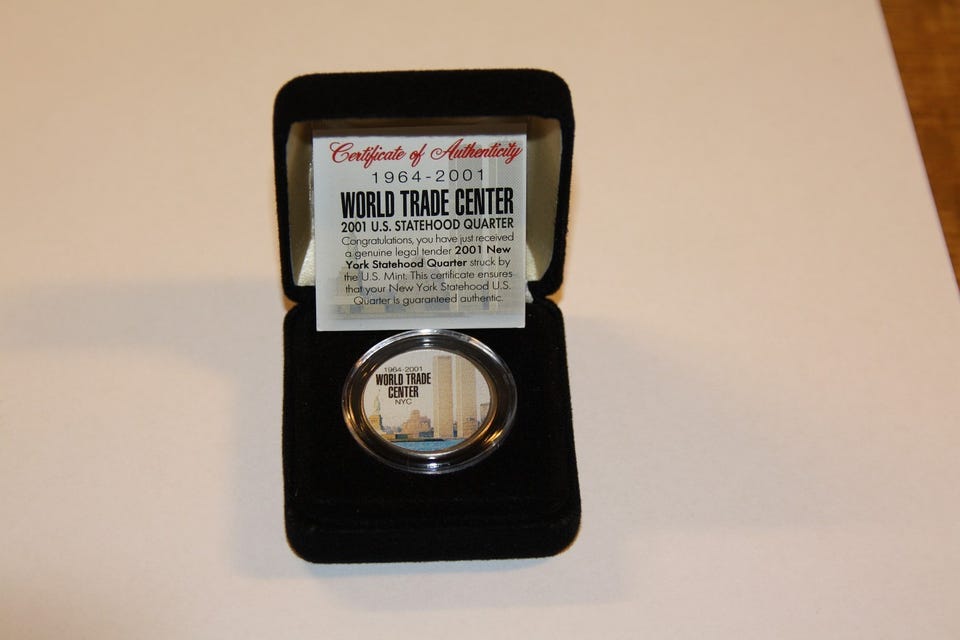 Certificate of Authenticity
1964-2001
WORLD TRADE CENTER
2001 U.S. STATEHOOD QUARTER
Congratulations, you have just received
a genuine legal tender 2001 New
York Statehood Quarter struck by
the U.S. Mint. This certificate ensures
that your New York Statehood U.S.
Quarter is guaranteed authentic.
1964-2001
WORLD TRADE
CENTER
NYC